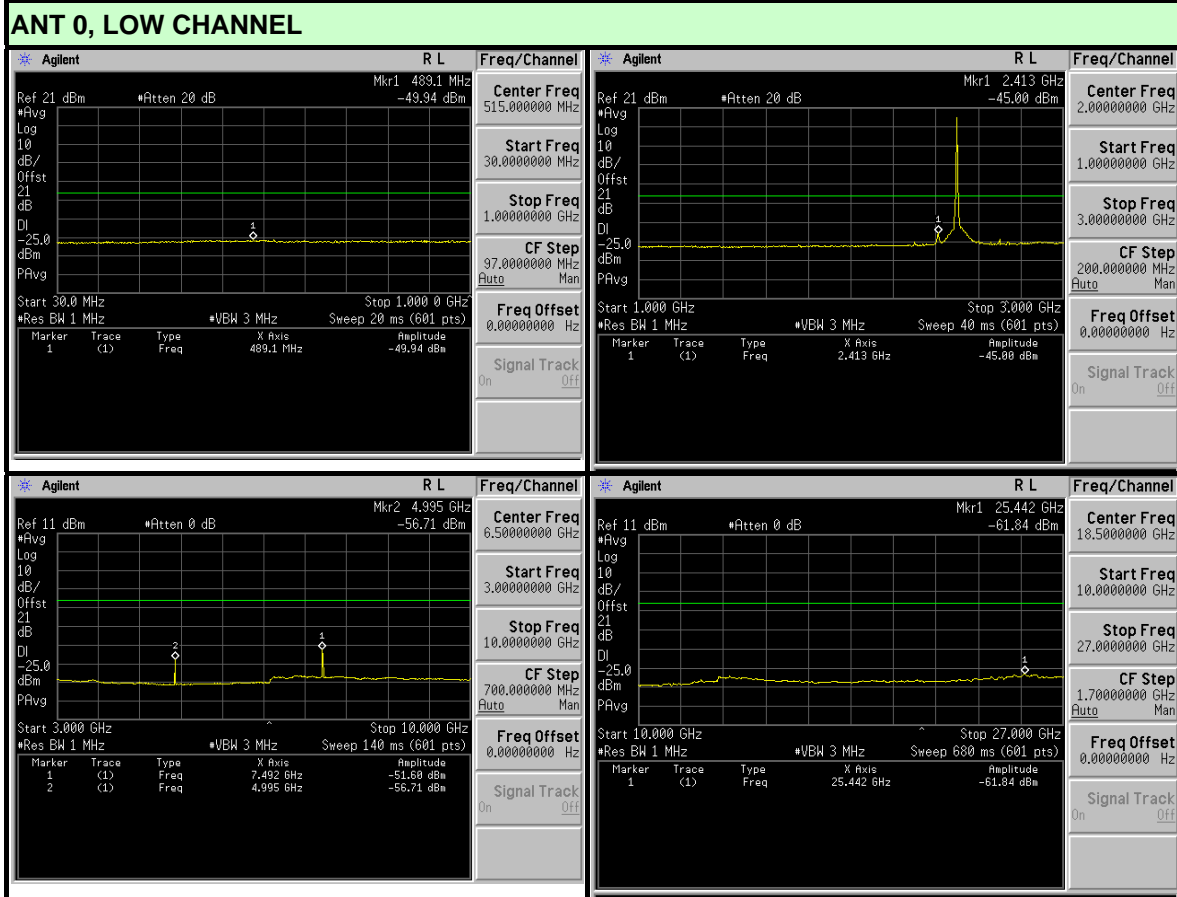 ANT 0, LOW CHANNEL
Agilent R L Freq/Channel
Mkr1 489.1 MHz
Ref 21 dBm #Atten 20 dB -49.94 dBm
#Avg
Log
10
dB/
Offst
21
dB
DI
-25.0
dBm
PAvg
1
Start 30.0 MHz Stop 1.000 0 GHz
#Res BW 1 MHz #VBW 3 MHz Sweep 20 ms (601 pts)
Marker Trace Type X Axis Amplitude
1 (1) Freq 489.1 MHz -49.94 dBm
Center Freq
515.000000 MHz
Start Freq
30.0000000 MHz
Stop Freq
1.00000000 GHz
CF Step
97.0000000 MHz
Auto Man
Freq Offset
0.00000000 Hz
Signal Track
On Off
Agilent R L Freq/Channel
Mkr1 2.413 GHz
Ref 21 dBm #Atten 20 dB -45.00 dBm
#Avg
Log
10
dB/
Offst
21
dB
DI
-25.0
dBm
PAvg
1
Start 1.000 GHz Stop 3.000 GHz
#Res BW 1 MHz #VBW 3 MHz Sweep 40 ms (601 pts)
Marker Trace Type X Axis Amplitude
1 (1) Freq 2.413 GHz -45.00 dBm
Center Freq
2.00000000 GHz
Start Freq
1.00000000 GHz
Stop Freq
3.00000000 GHz
CF Step
200.000000 MHz
Auto Man
Freq Offset
0.00000000 Hz
Signal Track
On Off
Agilent R L Freq/Channel
Mkr2 4.995 GHz
Ref 11 dBm #Atten 0 dB -56.71 dBm
#Avg
Log
10
dB/
Offst
21
dB
DI
-25.0
dBm
PAvg
2 1
Start 3.000 GHz Stop 10.000 GHz
#Res BW 1 MHz #VBW 3 MHz Sweep 140 ms (601 pts)
Marker Trace Type X Axis Amplitude
1 (1) Freq 7.492 GHz -51.60 dBm
2 (1) Freq 4.995 GHz -56.71 dBm
Center Freq
6.50000000 GHz
Start Freq
3.00000000 GHz
Stop Freq
10.0000000 GHz
CF Step
700.000000 MHz
Auto Man
Freq Offset
0.00000000 Hz
Signal Track
On Off
Agilent R L Freq/Channel
Mkr1 25.442 GHz
Ref 11 dBm #Atten 0 dB -61.84 dBm
#Avg
Log
10
dB/
Offst
21
dB
DI
-25.0
dBm
PAvg
1
Start 10.000 GHz Stop 27.000 GHz
#Res BW 1 MHz #VBW 3 MHz Sweep 680 ms (601 pts)
Marker Trace Type X Axis Amplitude
1 (1) Freq 25.442 GHz -61.84 dBm
Center Freq
18.5000000 GHz
Start Freq
10.0000000 GHz
Stop Freq
27.0000000 GHz
CF Step
1.70000000 GHz
Auto Man
Freq Offset
0.00000000 Hz
Signal Track
On Off